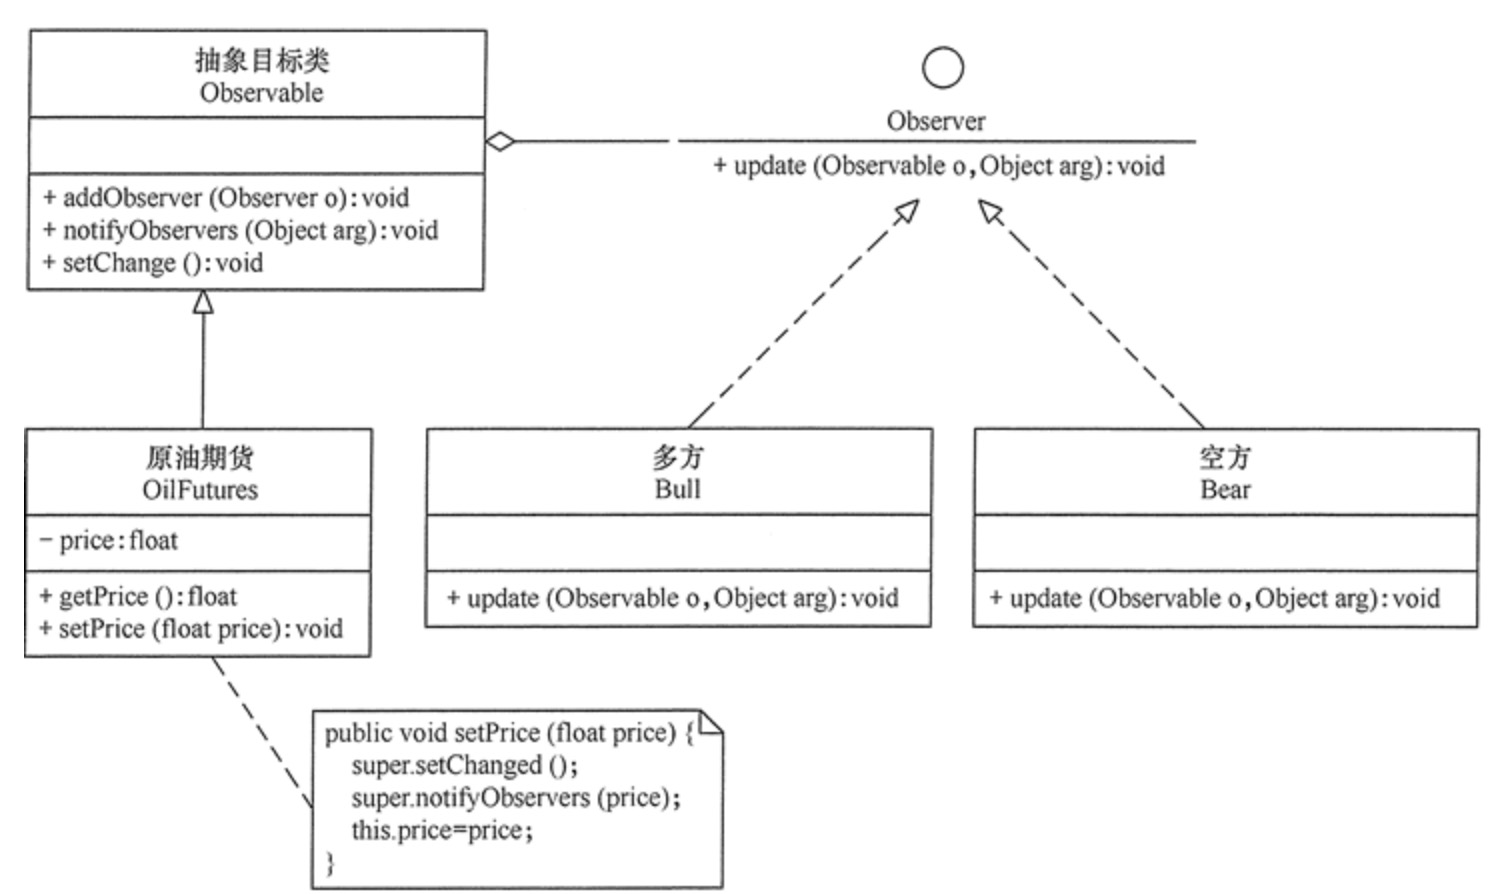 抽象目标类
Observable
+ addObserver (Observer o):void
+ notifyObservers (Object arg):void
+ setChange ():void
Observer
+ update (Observable o,Object arg):void
原油期货
OilFutures
- price:float
+ getPrice ():float
+ setPrice (float price):void
多方
Bull
+ update (Observable o,Object arg):void
空方
Bear
+ update (Observable o,Object arg):void
public void setPrice (float price) {
super.setChanged ();
super.notifyObservers (price);
this.price=price;
}